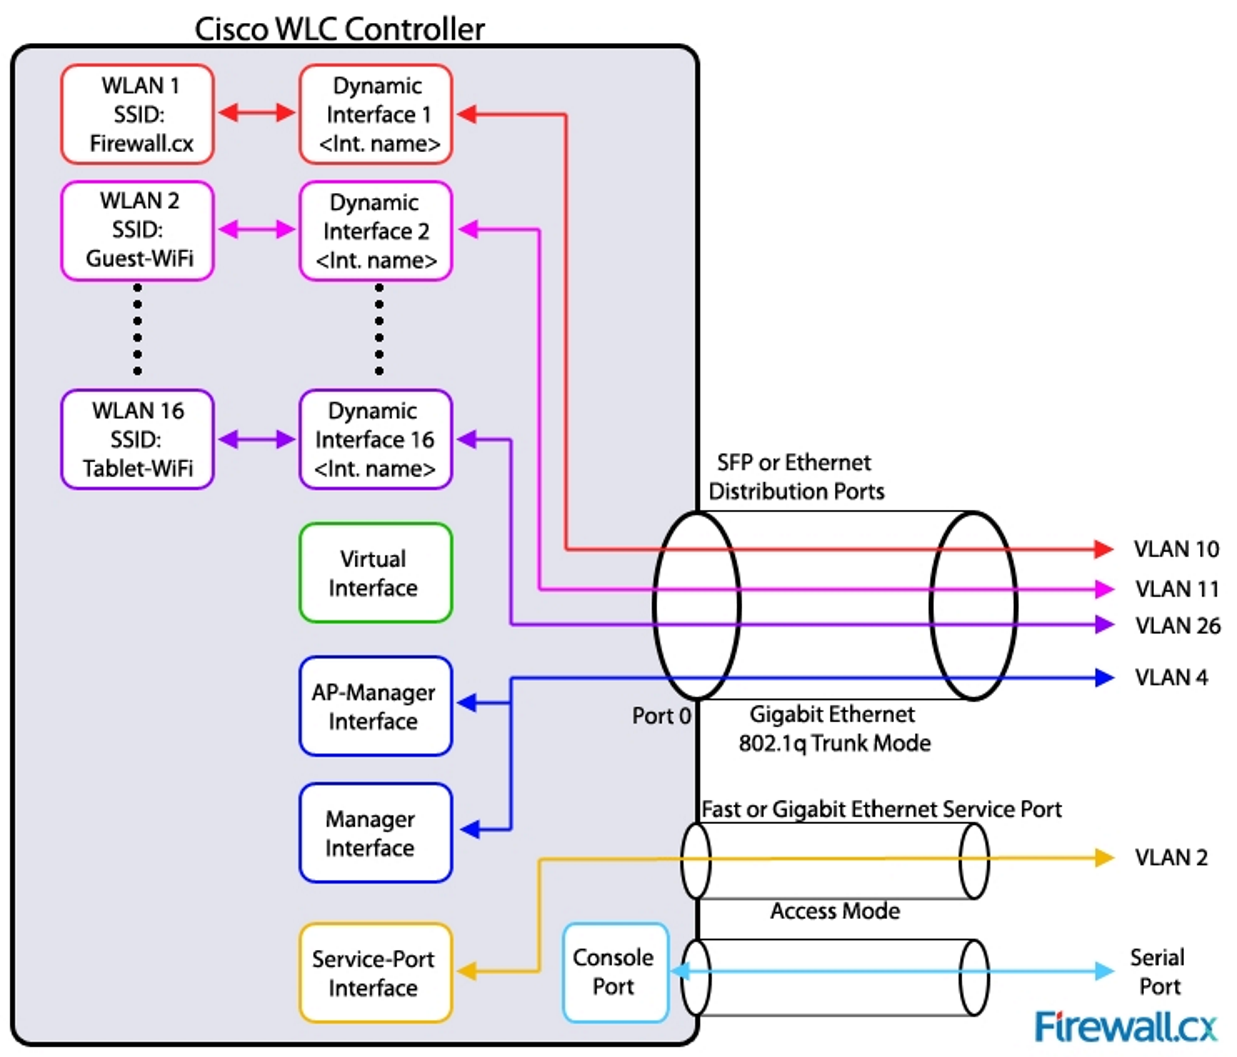 Cisco WLC Controller
WLAN 1
SSID:
Firewall.cx
Dynamic
Interface 1
<Int. name>
WLAN 2
SSID:
Guest-WiFi
Dynamic
Interface 2
<Int. name>
WLAN 16
SSID:
Tablet-WiFi
Dynamic
Interface 16
<Int. name>
SFP or Ethernet
Distribution Ports
Virtual
Interface
VLAN 10
VLAN 11
VLAN 26
VLAN 4
AP-Manager
Interface
Port 0
Gigabit Ethernet
802.1q Trunk Mode
Manager
Interface
Fast or Gigabit Ethernet Service Port
VLAN 2
Access Mode
Service-Port
Interface
Console
Port
Serial
Port
Firewall.cx